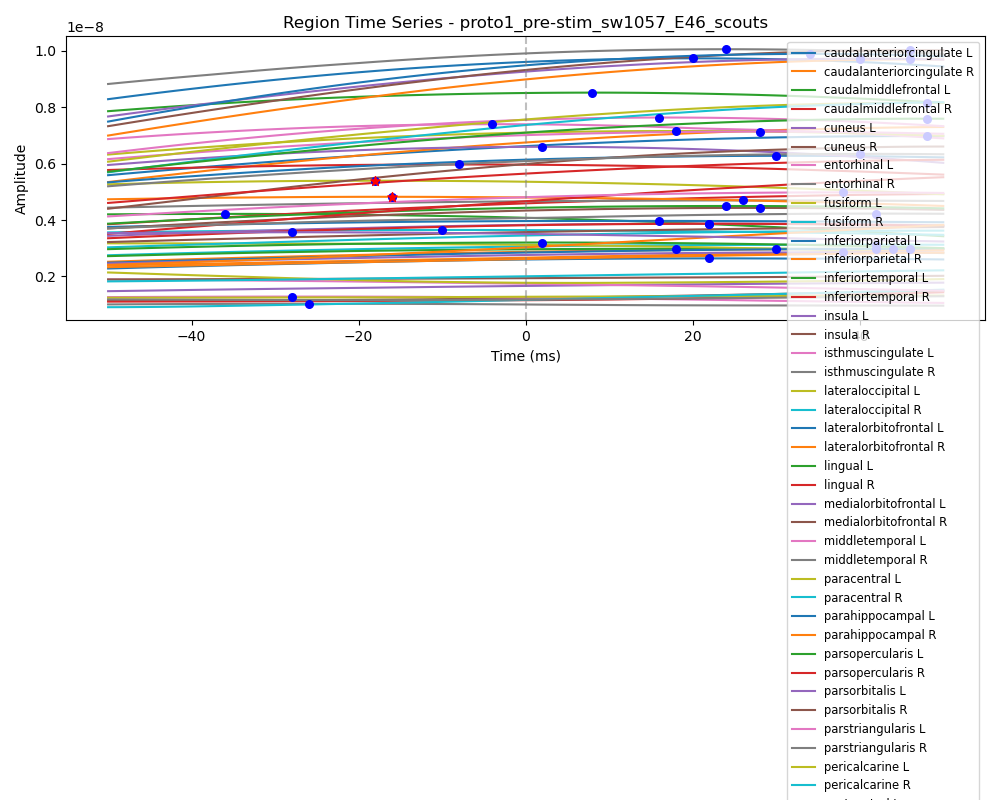 Region Time Series - proto1_pre-stim_sw1057_E46_scouts
1e−8
1.0
0.8
0.6
0.4
0.2
Amplitude
−40
−20
0
20
Time (ms)
caudalanteriorcingulate L
caudalanteriorcingulate R
caudalmiddlefrontal L
caudalmiddlefrontal R
cuneus L
cuneus R
entorhinal L
entorhinal R
fusiform L
fusiform R
inferiorparietal L
inferiorparietal R
inferiortemporal L
inferiortemporal R
insula L
insula R
isthmuscingulate L
isthmuscingulate R
lateraloccipital L
lateraloccipital R
lateralorbitofrontal L
lateralorbitofrontal R
lingual L
lingual R
medialorbitofrontal L
medialorbitofrontal R
middletemporal L
middletemporal R
paracentral L
paracentral R
parahippocampal L
parahippocampal R
parsopercularis L
parsopercularis R
parsorbitalis L
parsorbitalis R
parstriangularis L
parstriangularis R
pericalcarine L
pericalcarine R